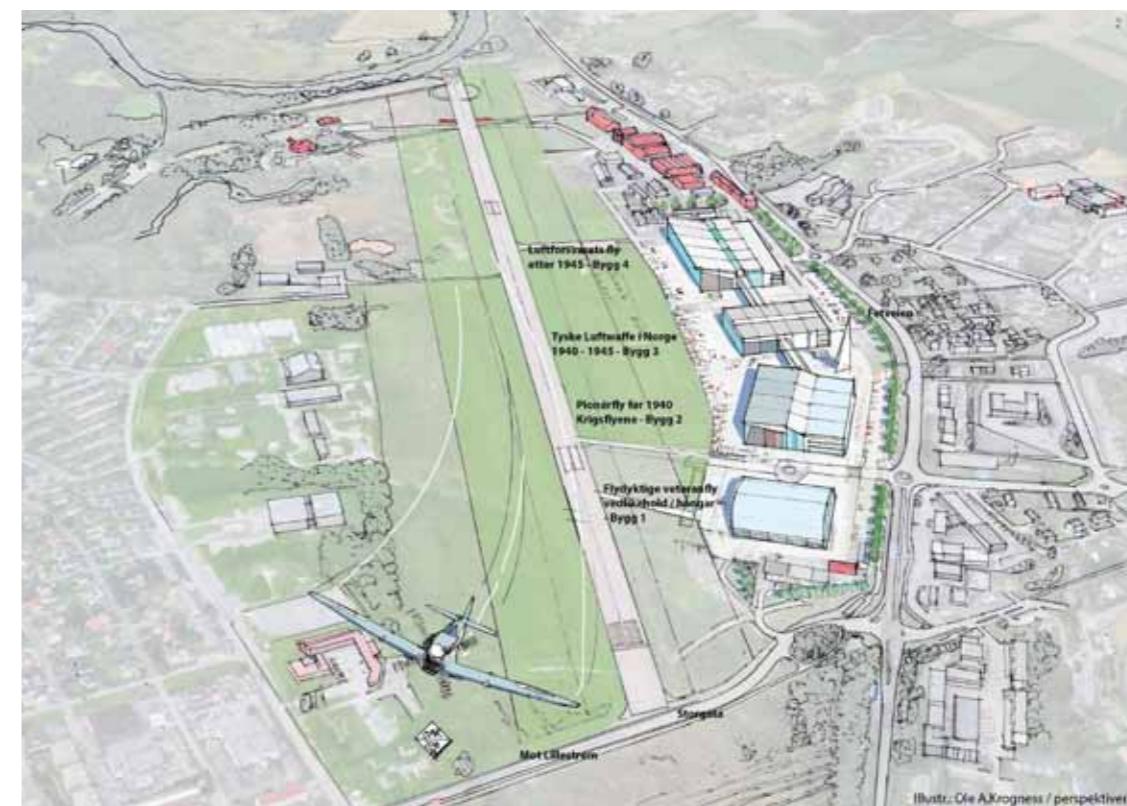 Luftforsvarets fly
etter 1945 - Bygg 4
Fetveien
Tyske Luftwaffe i Norge
1940 - 1945 - Bygg 3
Pionérfly før 1940
Krigsflyene - Bygg 2
Flydyktige veteranfly
vedlikehold / hangar
- Bygg 1
Storgata
Mot Lillestrøm
Illustr.: Ole A.Krogness / perspektiver